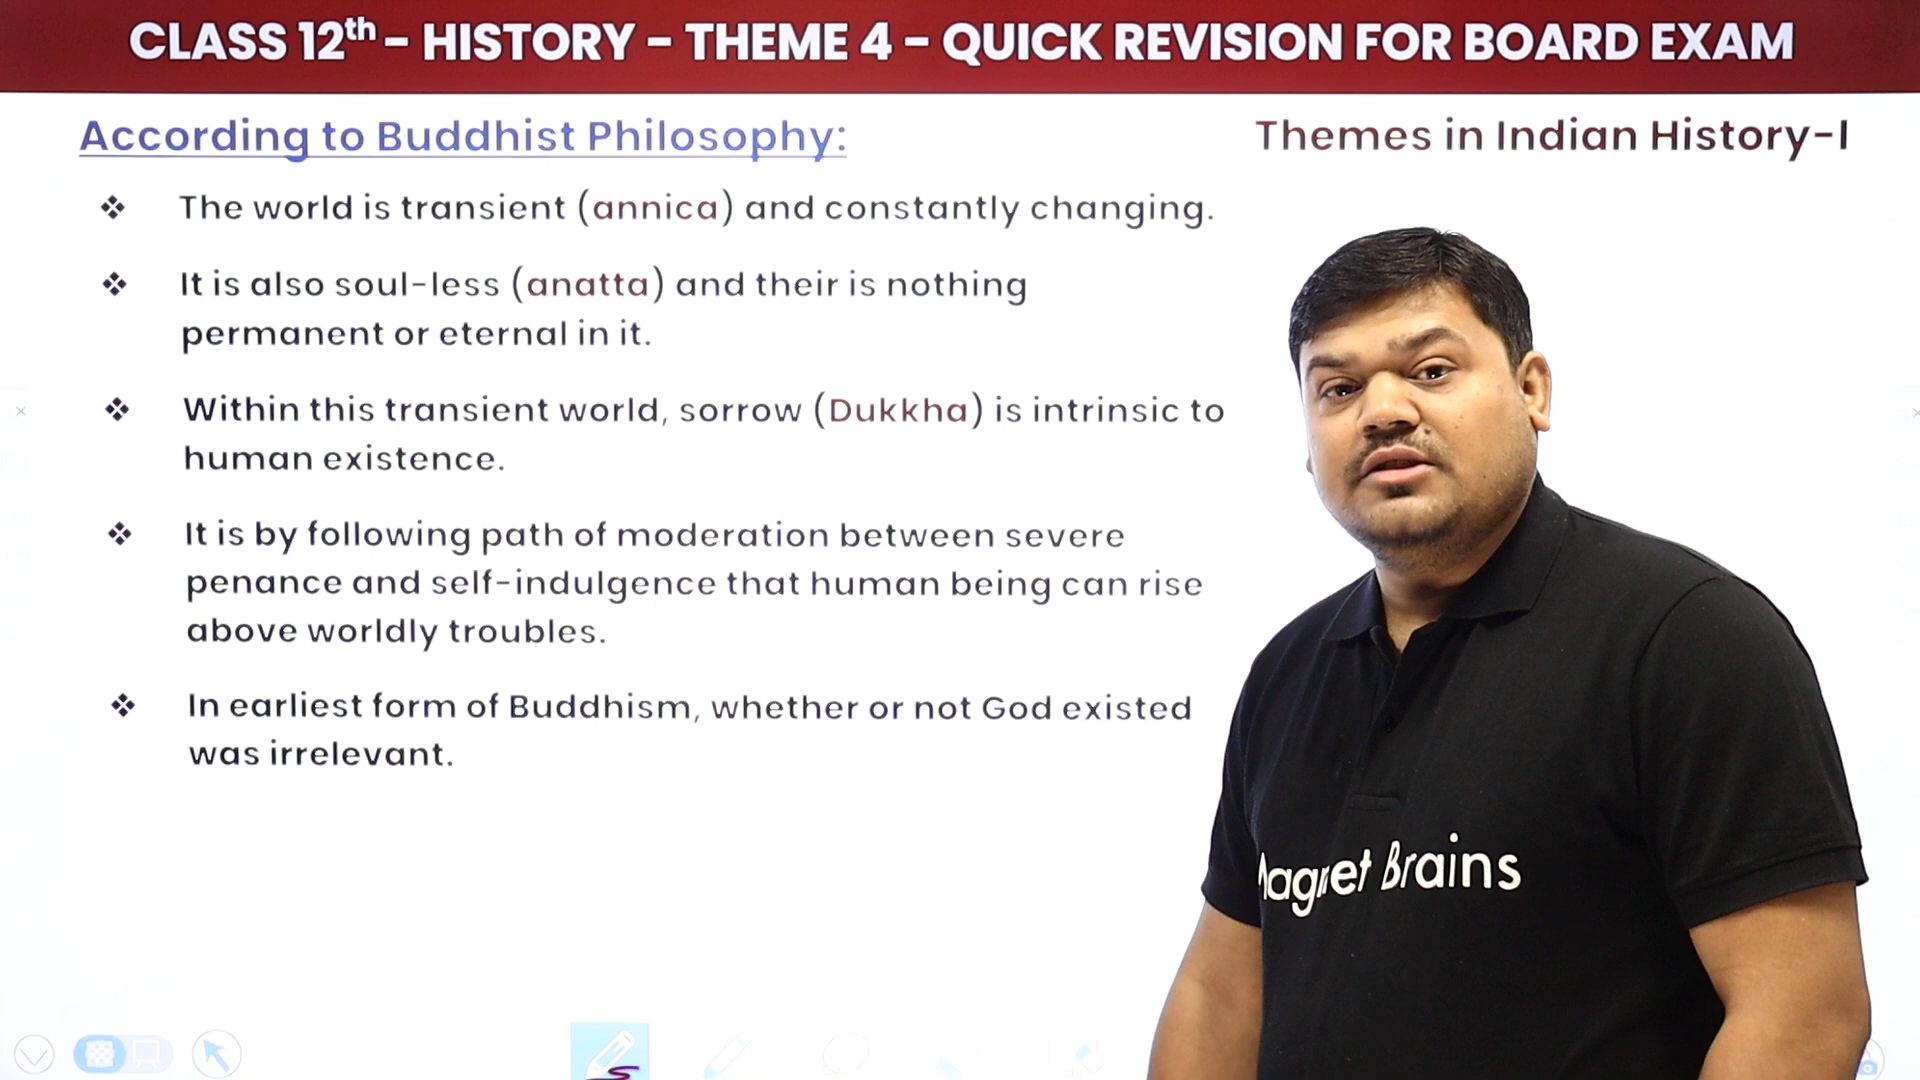 CLASS 12th - HISTORY - THEME 4 - QUICK REVISION FOR BOARD EXAM
According to Buddhist Philosophy:
Themes in Indian History-I
❖ The world is transient (annica) and constantly changing.
❖ It is also soul-less (anatta) and their is nothing
permanent or eternal in it.
❖ Within this transient world, sorrow (Dukkha) is intrinsic to
human existence.
❖ It is by following path of moderation between severe
penance and self-indulgence that human being can rise
above worldly troubles.
❖ In earliest form of Buddhism, whether or not God existed
was irrelevant.
Magnet Brains